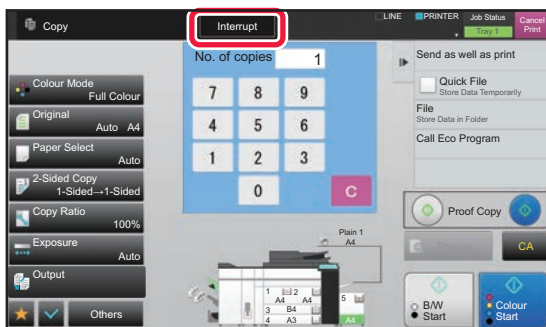 Copy
Interrupt
LINE
PRINTER
Job Status
Tray 1
Cancel
Print
No. of copies 1
7 8 9
4 5 6
1 2 3
0 C
Colour Mode
Full Colour
Original
Auto A4
Paper Select
Auto
2-Sided Copy
1-Sided→1-Sided
Copy Ratio
100%
Exposure
Auto
Output
Others
Plain 1
A4
1 2
A4 A4
3 B4
4 A3
5
A4
Send as well as print
Quick File
Store Data Temporarily
File
Store Data in Folder
Call Eco Program
Proof Copy
CA
B/W
Start
Colour
Start